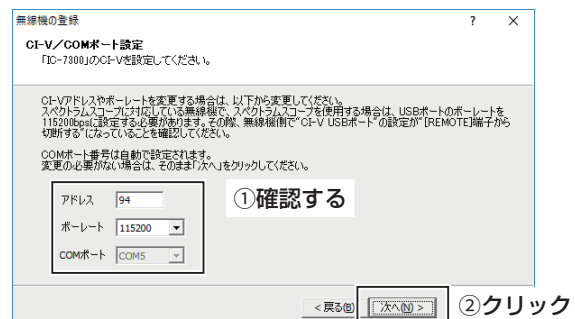 無線機の登録 ? ×
CI-V/COMポート設定
「IC-7300」のCI-Vを設定してください。
CI-Vアドレスやボーレートを変更する場合は、以下から変更してください。
スペクトラムスコープに対応している無線機で、スペクトラムスコープを使用する場合は、USBポートのボーレートを
115200bpsに設定する必要があります。その際、無線機側で"CI-V USBポート"の設定が"[REMOTE]端子から
切断する"になっていることを確認してください。
COMポート番号は自動で設定されます。
変更の必要がない場合は、そのまま「次へ」をクリックしてください。
アドレス 94
①確認する
ボーレート 115200
COMポート COM5
< 戻る(B) 次へ(N) > ②クリック